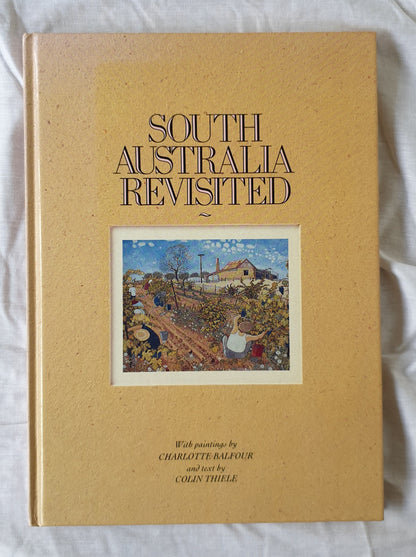 SOUTH
AUSTRALIA
REVISITED
~
With paintings by
CHARLOTTE BALFOUR
and text by
COLIN THIELE